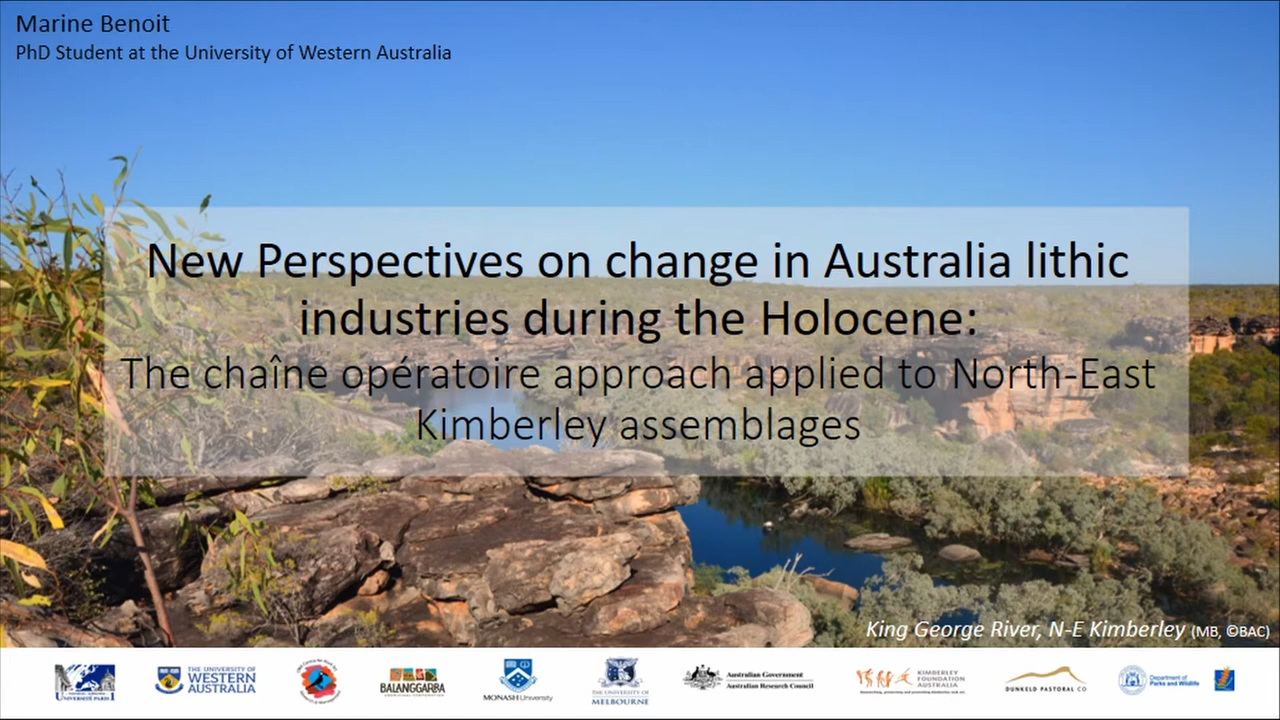 Marine Benoit
PhD Student at the University of Western Australia
New Perspectives on change in Australia lithic
industries during the Holocene:
The chaîne opératoire approach applied to North-East
Kimberley assemblages
King George River, N-E Kimberley (MB, ©BAC)
THE UNIVERSITY OF
WESTERN
AUSTRALIA
BALANGGARRA
MONASH University
THE UNIVERSITY OF
MELBOURNE
Australian Government
Australian Research Council
KIMBERLEY
FOUNDATION
AUSTRALIA
DUNKELD PASTORAL CO
Department of
Parks and Wildlife